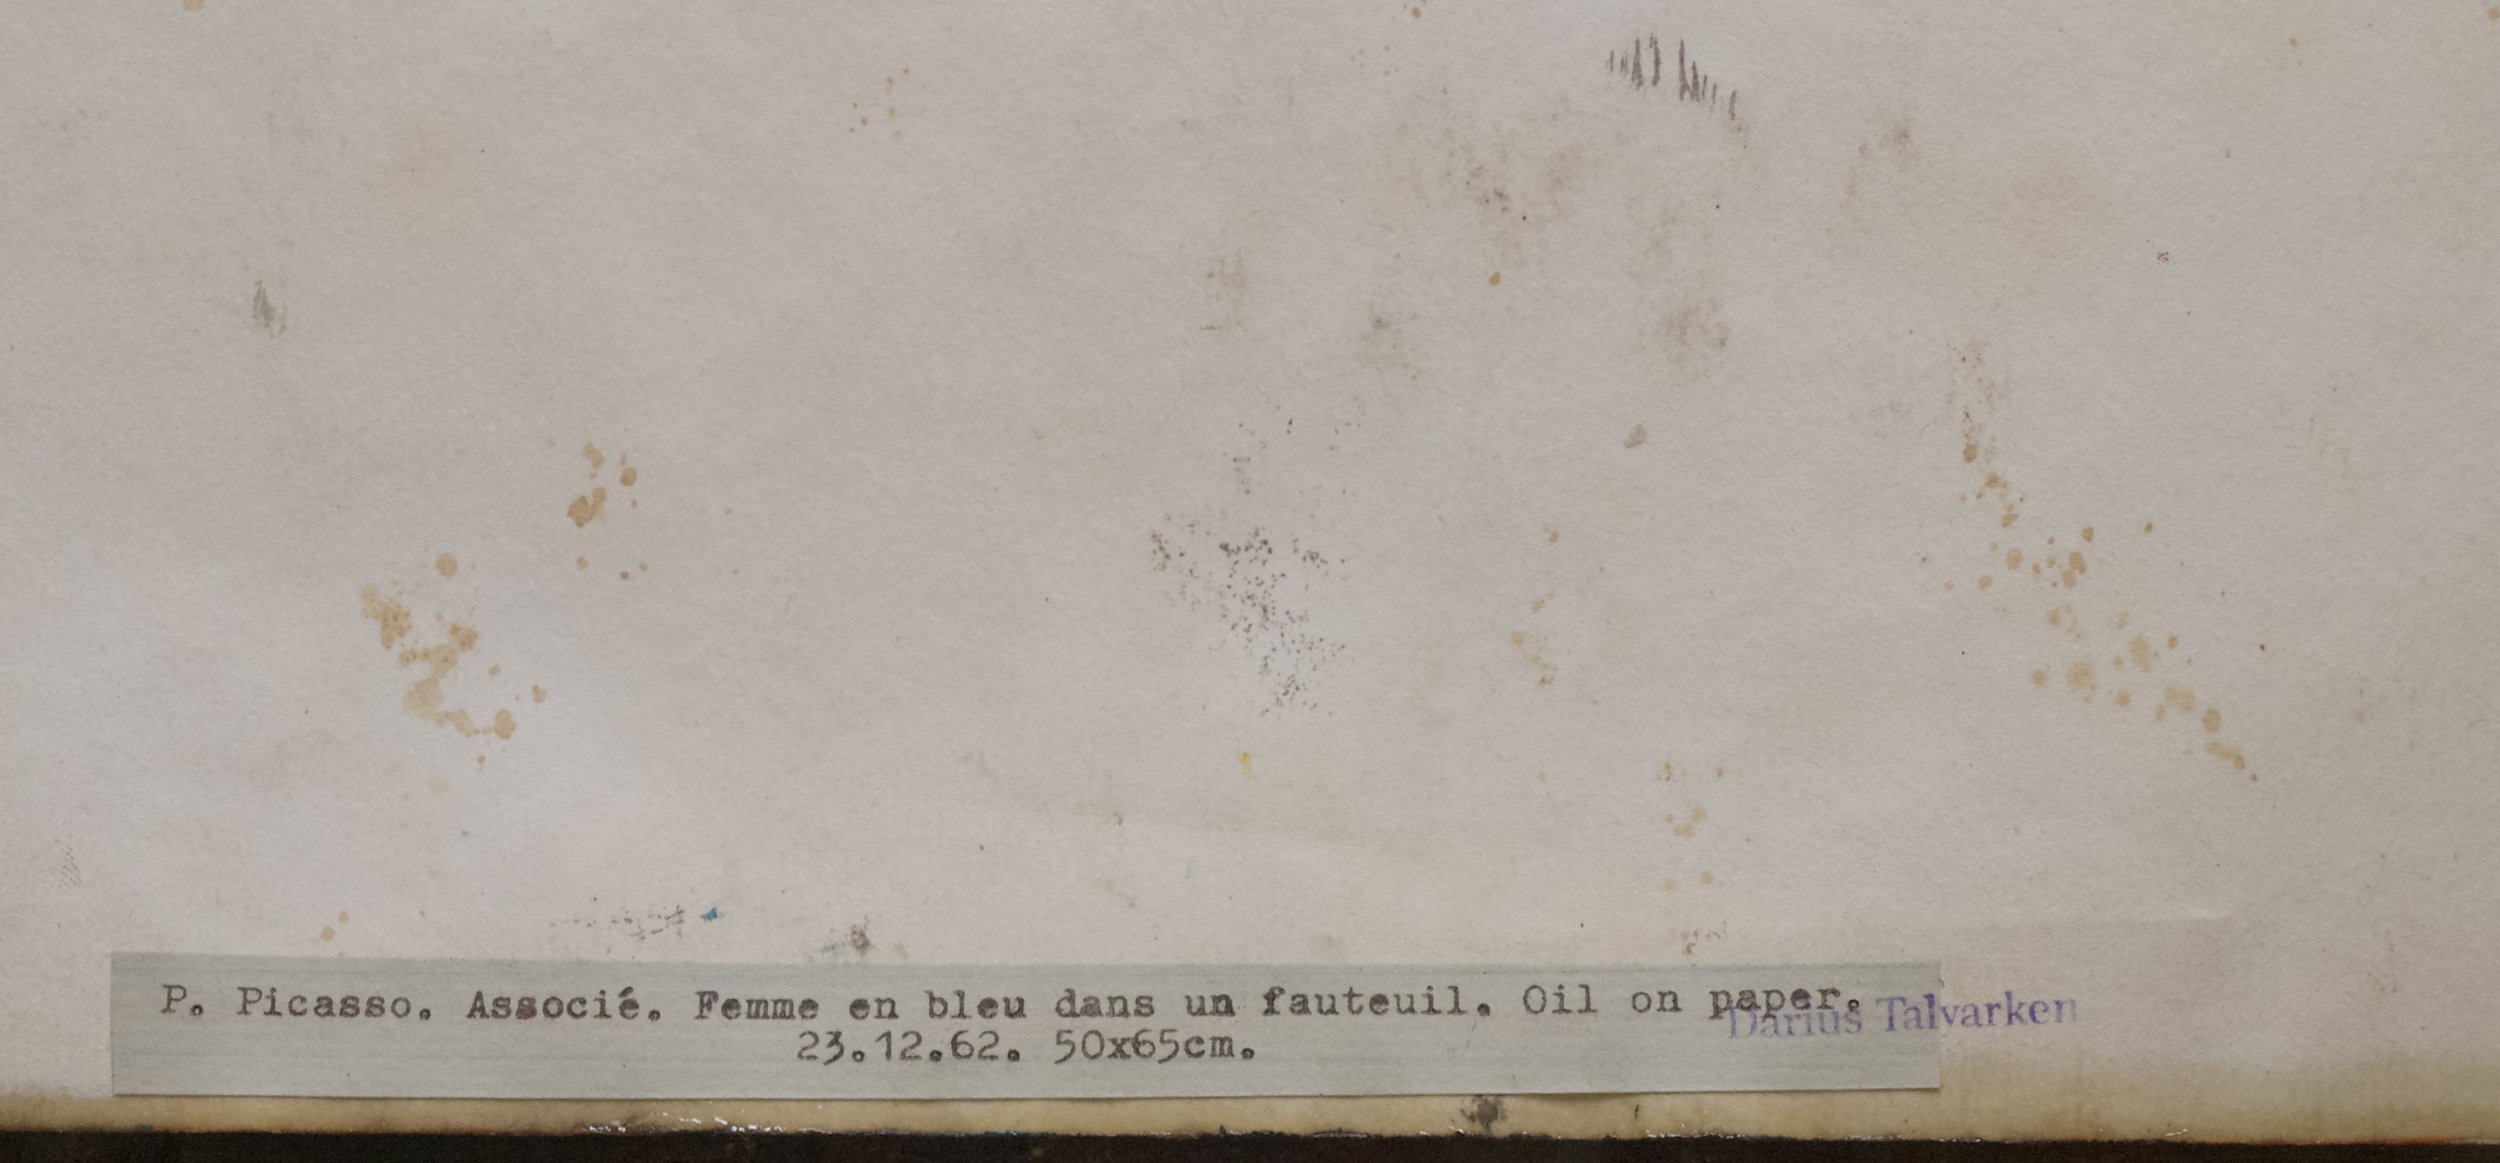 P. Picasso. Associé. Femme en bleu dans un fauteuil. Oil on paper.
23.12.62. 50x65cm.
Darius Talvarken